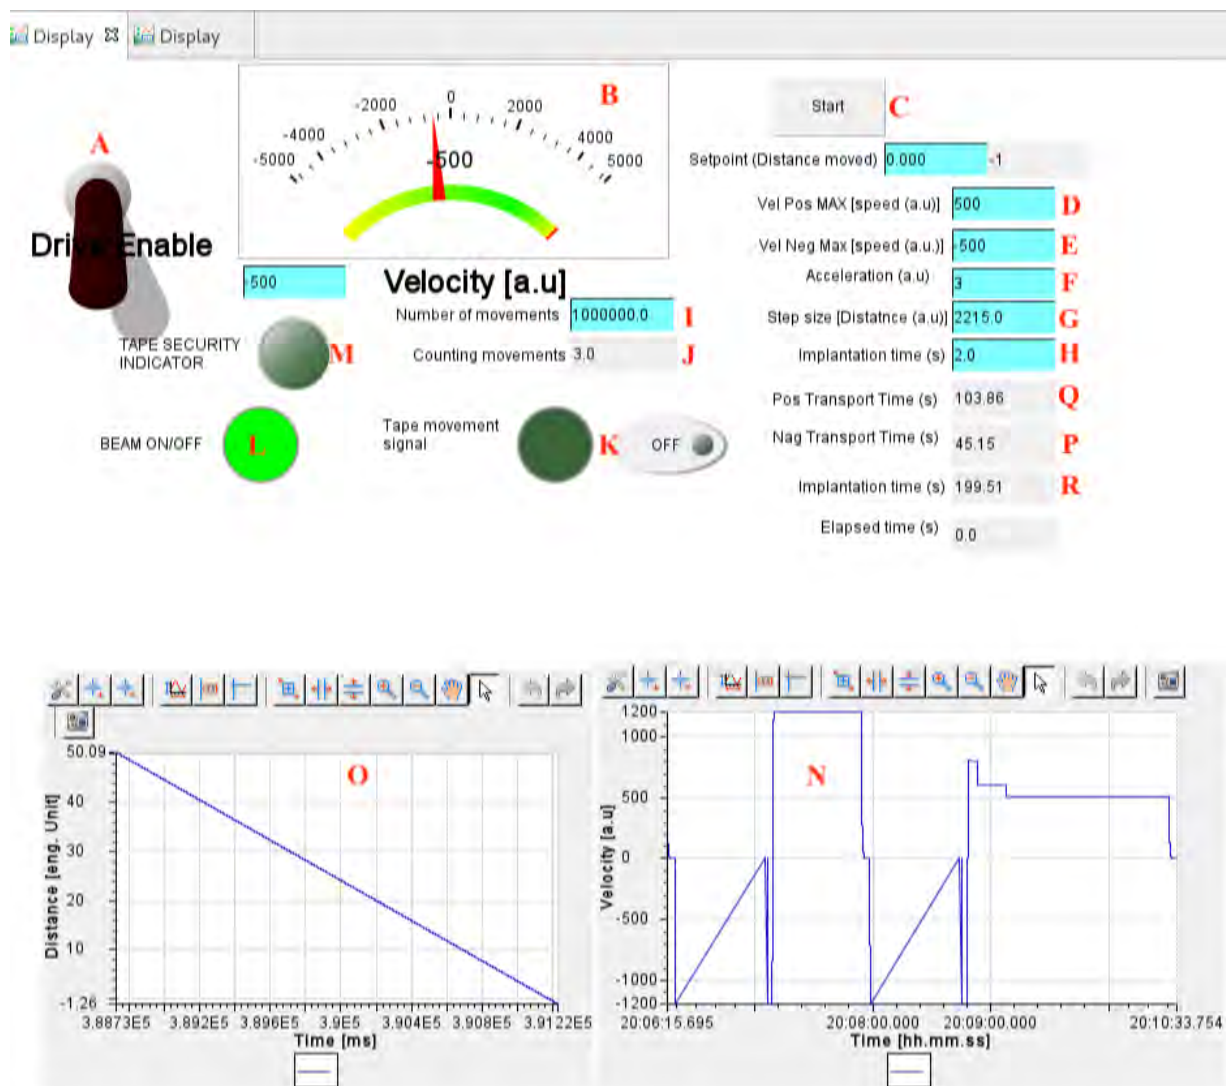 Display Display
B
-5000 -4000 -2000 0 2000 4000 5000
-500
A
Drive Enable
-500
Velocity [a.u]
Start C
Setpoint (Distance moved) 0.000 -1
Vel Pos MAX [speed (a.u)] 500 D
Vel Neg Max [speed (a.u.)] -500 E
Acceleration (a.u) 3 F
Number of movements 1000000.0 I
Step size [Distatnce (a.u)] 2215.0 G
TAPE SECURITY
INDICATOR
M
Counting movements 3.0 J
Implantation time (s) 2.0 H
Pos Transport Time (s) 103.86 Q
BEAM ON/OFF L
Tape movement
signal
K OFF
Nag Transport Time (s) 45.15 P
Implantation time (s) 199.51 R
Elapsed time (s) 0.0
O
Distance [eng. Unit]
50.09
40
30
20
10
-1.26
3.8873E5 3.892E5 3.896E5 3.9E5 3.904E5 3.908E5 3.9122E5
Time [ms]
N
Velocity [a.u]
1200
1000
500
0
-500
-1000
-1200
20:06:15.695 20:08:00.000 20:09:00.000 20:10:33.754
Time [hh.mm.ss]